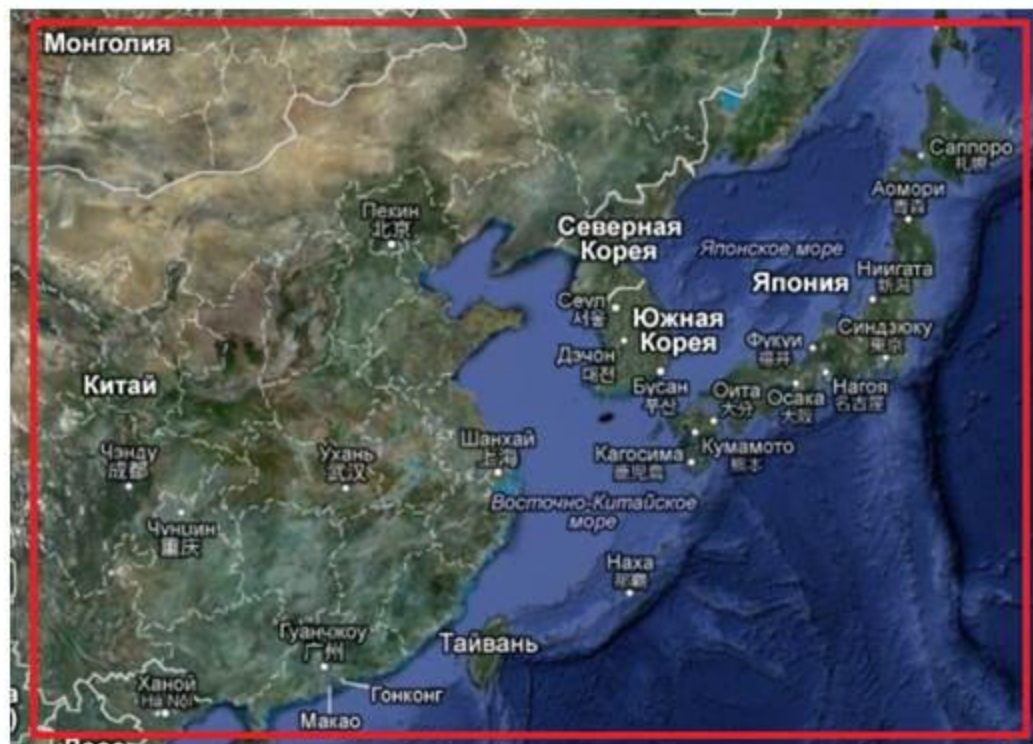 Монголия
Саппоро
札幌
Аомори
青森
Пекин
北京
Северная
Корея
Японское море
Япония
Ниигата
新潟
Сеул
서울
Южная
Корея
Синдзюку
東京
Фукуи
福井
Дэчон
대전
Китай
Бусан
부산
Оита
大分
Осака
大阪
Нагоя
名古屋
Чэнду
成都
Ухань
武汉
Шанхай
上海
Кагосима
鹿児島
Кумамото
熊本
Восточно-Китайское
море
Чунцин
重庆
Наха
那覇
Гуанчжоу
广州
Тайвань
Ханой
Hà Nội
Гонконг
Макао